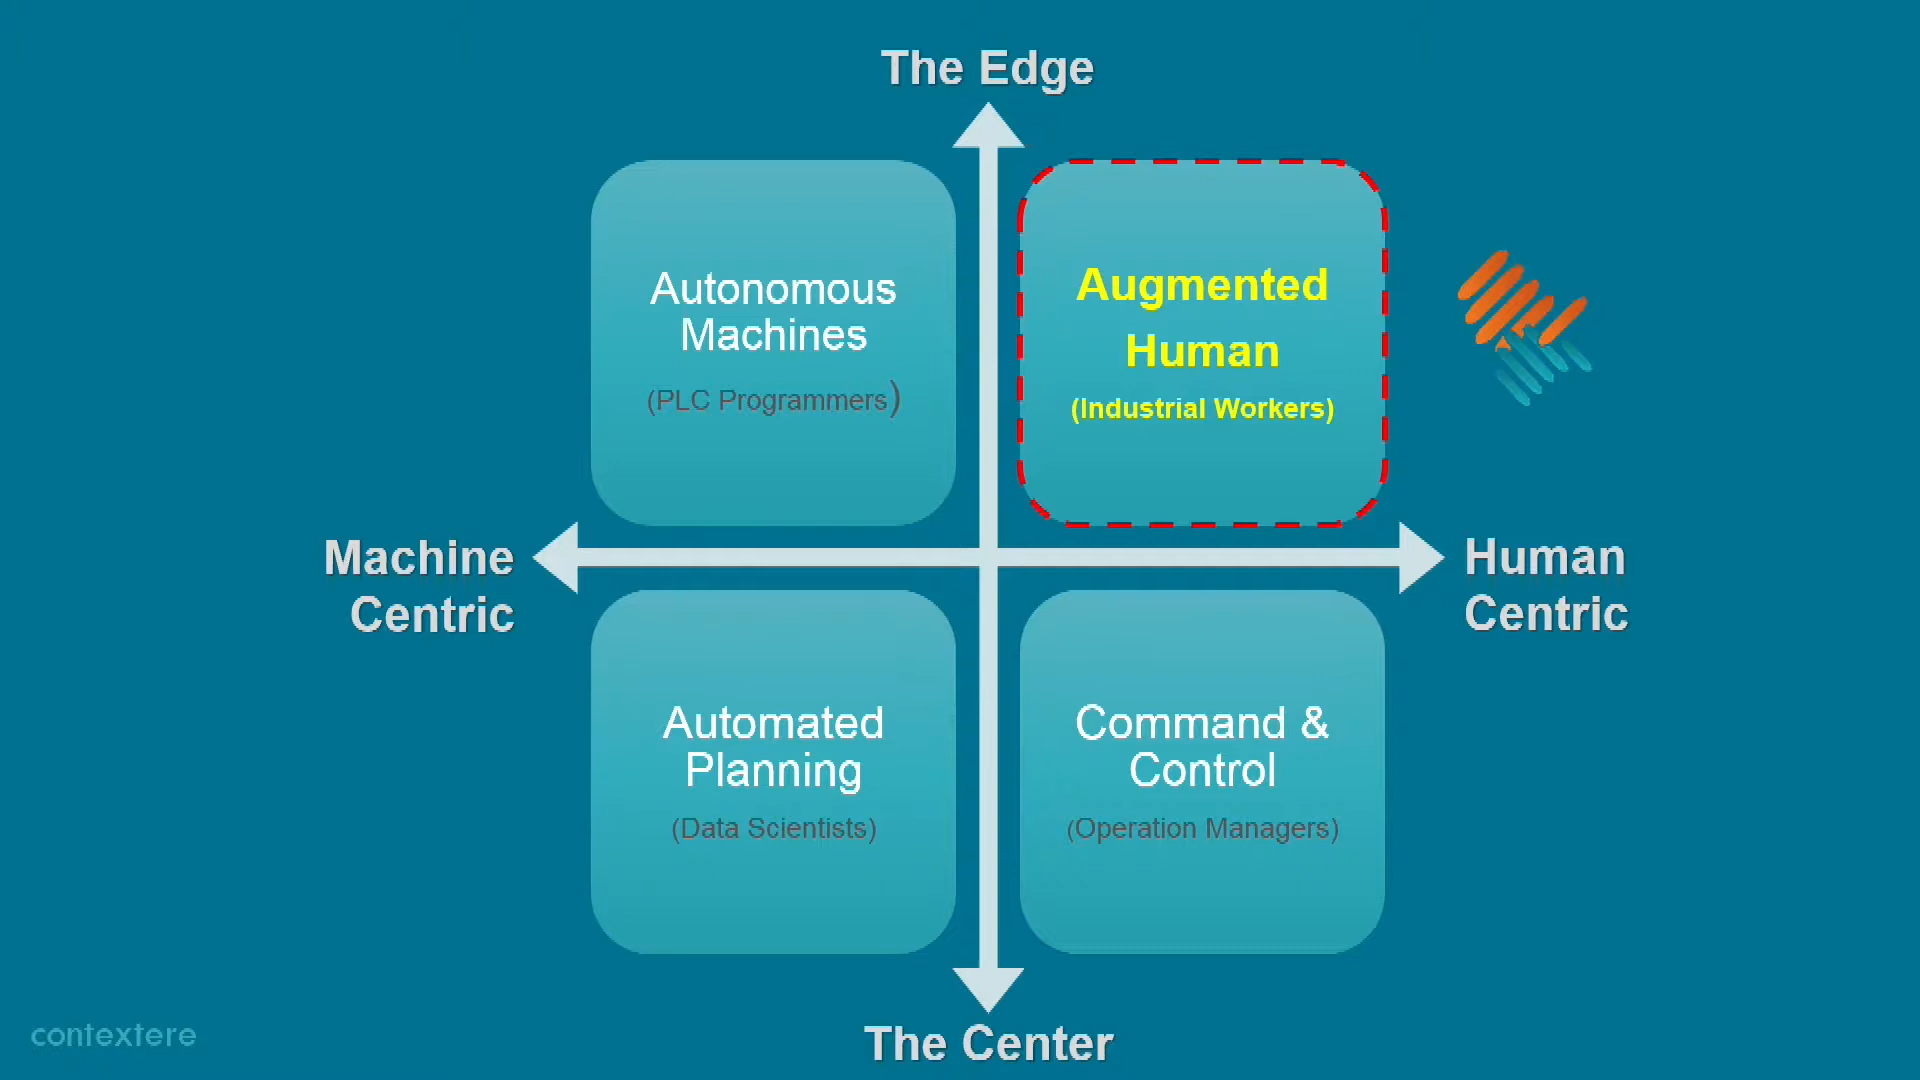 The Edge
Autonomous
Machines
(PLC Programmers)
Augmented
Human
(Industrial Workers)
Machine
Centric
Human
Centric
Automated
Planning
(Data Scientists)
Command &
Control
(Operation Managers)
The Center
contextere